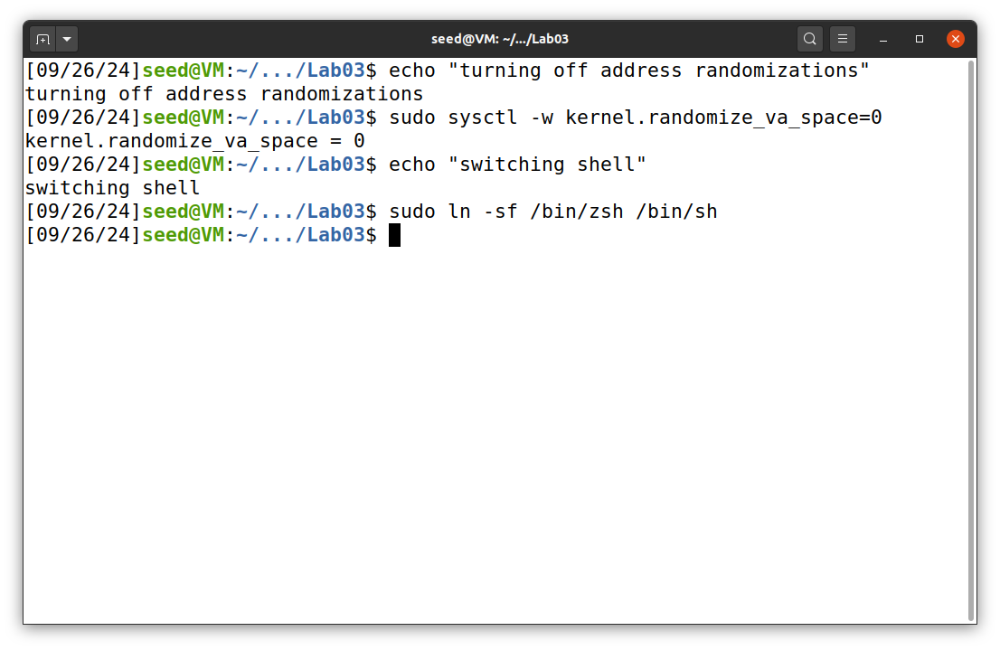 seed@VM: ~/.../Lab03
[09/26/24]seed@VM:~/.../Lab03$ echo "turning off address randomizations"
turning off address randomizations
[09/26/24]seed@VM:~/.../Lab03$ sudo sysctl -w kernel.randomize_va_space=0
kernel.randomize_va_space = 0
[09/26/24]seed@VM:~/.../Lab03$ echo "switching shell"
switching shell
[09/26/24]seed@VM:~/.../Lab03$ sudo ln -sf /bin/zsh /bin/sh
[09/26/24]seed@VM:~/.../Lab03$